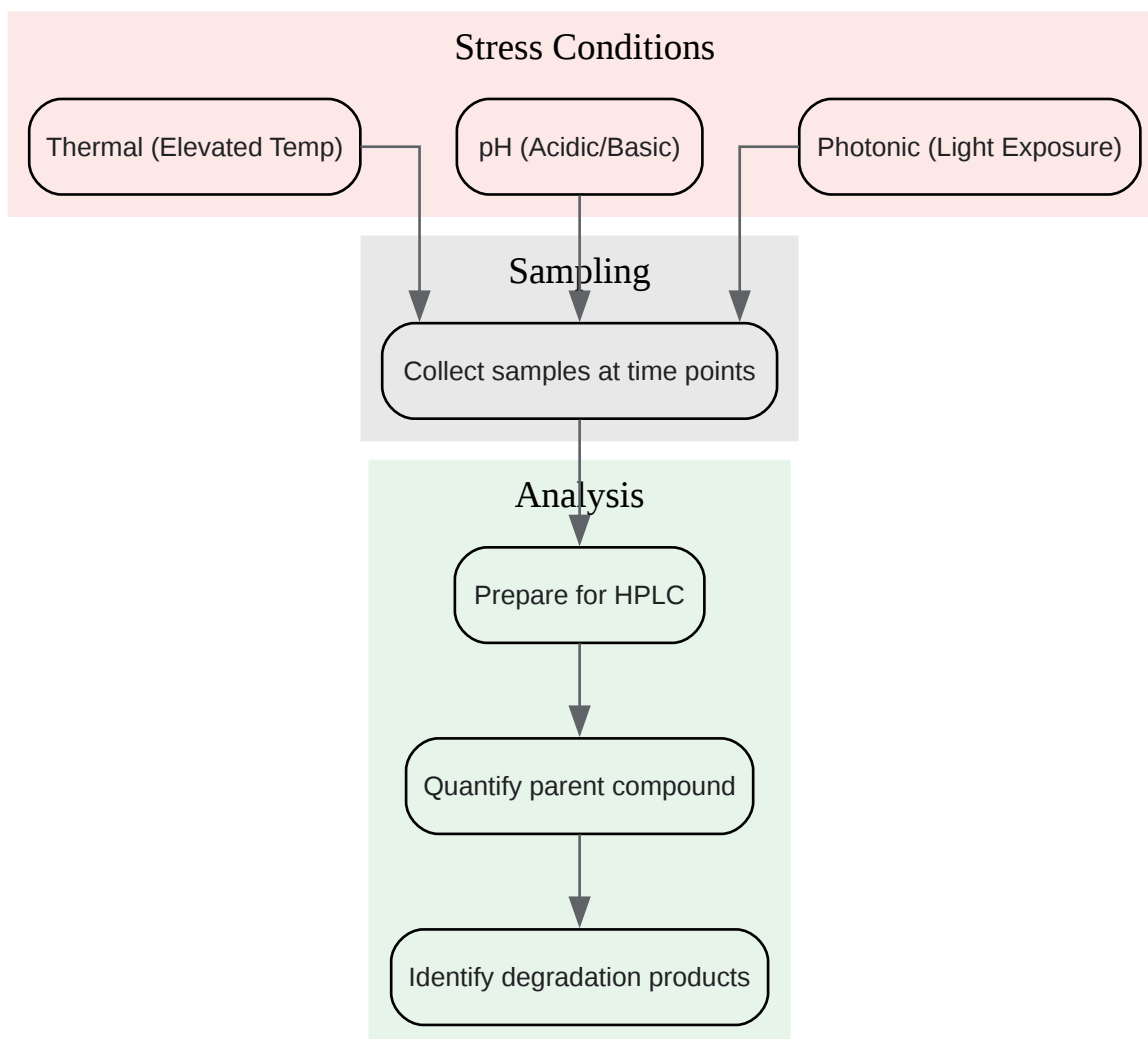 Stress Conditions
Thermal (Elevated Temp)
pH (Acidic/Basic)
Photonic (Light Exposure)
Sampling
Collect samples at time points
Analysis
Prepare for HPLC
Quantify parent compound
Identify degradation products